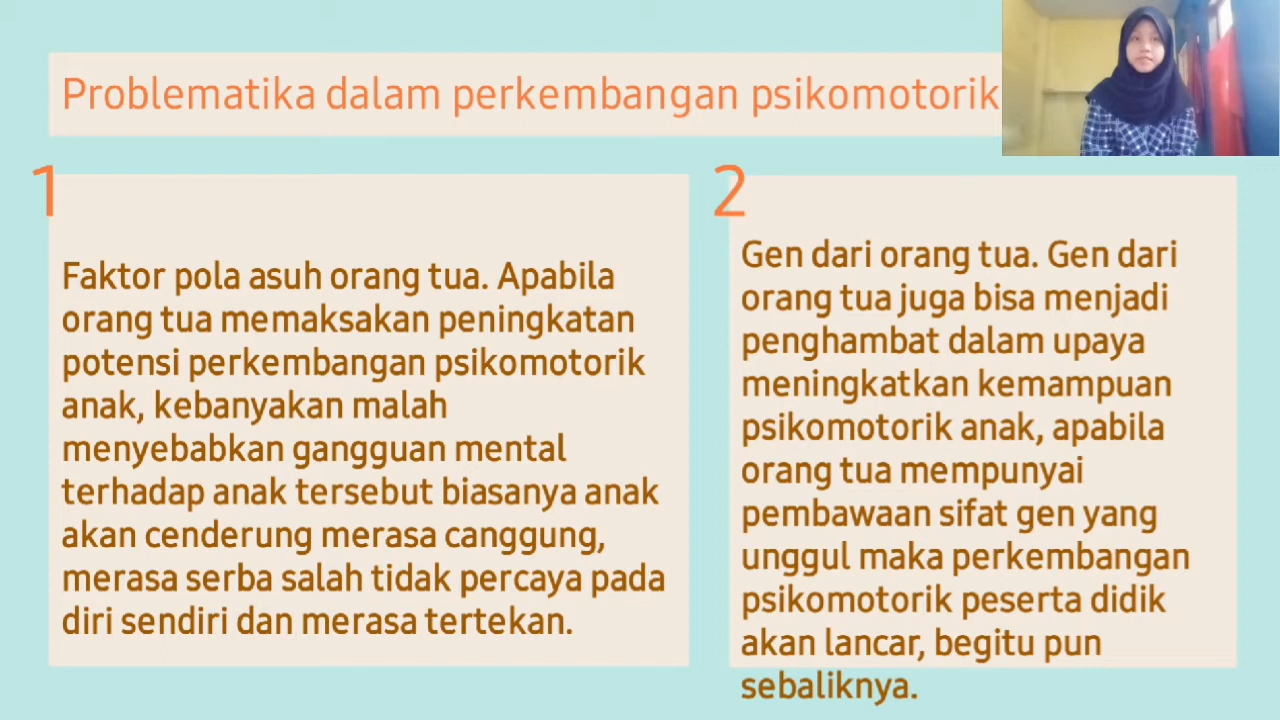 Problematika dalam perkembangan psikomotorik
1
Faktor pola asuh orang tua. Apabila
orang tua memaksakan peningkatan
potensi perkembangan psikomotorik
anak, kebanyakan malah
menyebabkan gangguan mental
terhadap anak tersebut biasanya anak
akan cenderung merasa canggung,
merasa serba salah tidak percaya pada
diri sendiri dan merasa tertekan.
2
Gen dari orang tua. Gen dari
orang tua juga bisa menjadi
penghambat dalam upaya
meningkatkan kemampuan
psikomotorik anak, apabila
orang tua mempunyai
pembawaan sifat gen yang
unggul maka perkembangan
psikomotorik peserta didik
akan lancar, begitu pun
sebaliknya.